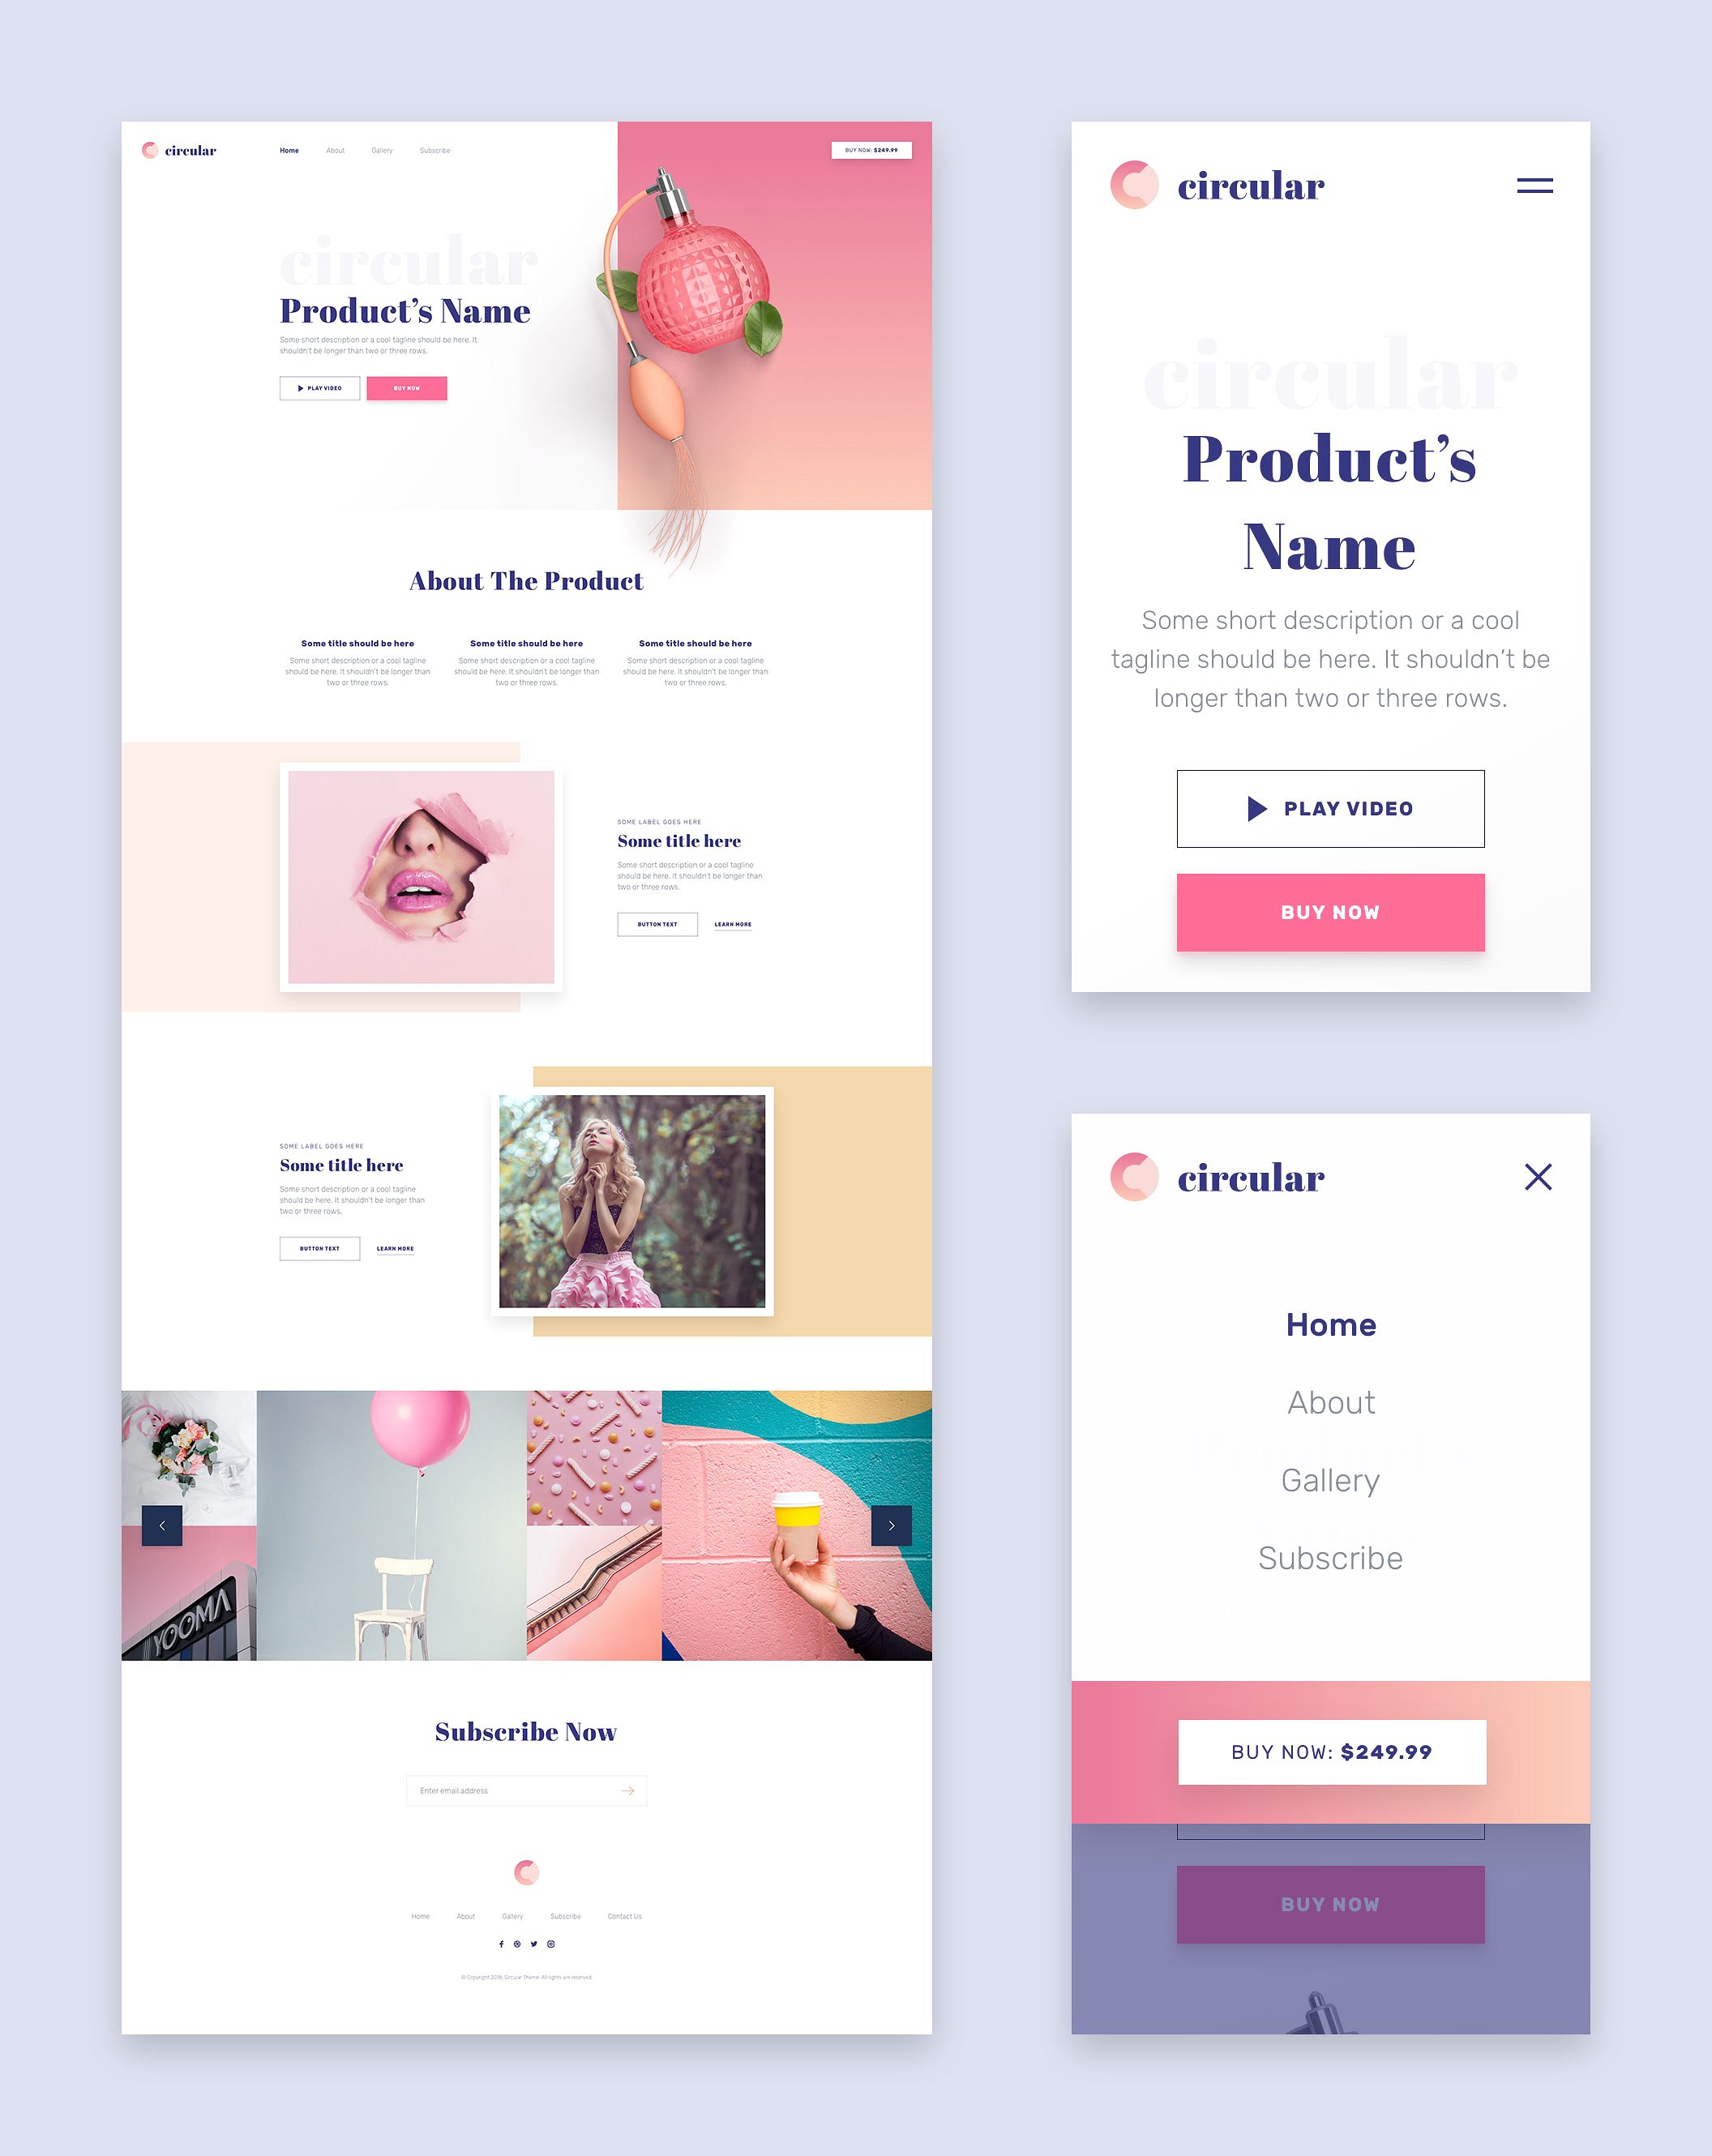 circular
Home About Gallery Subscribe
BUY NOW: $249.99
circular
Product’s Name
Some short description or a cool tagline should be here. It
shouldn’t be longer than two or three rows.
PLAY VIDEO
BUY NOW
About The Product
Some title should be here
Some short description or a cool tagline
should be here. It shouldn’t be longer than
two or three rows.
Some title should be here
Some short description or a cool tagline
should be here. It shouldn’t be longer than
two or three rows.
Some title should be here
Some short description or a cool tagline
should be here. It shouldn’t be longer than
two or three rows.
SOME LABEL GOES HERE
Some title here
Some short description or a cool tagline
should be here. It shouldn’t be longer than
two or three rows.
BUTTON TEXT
LEARN MORE
SOME LABEL GOES HERE
Some title here
Some short description or a cool tagline
should be here. It shouldn’t be longer than
two or three rows.
BUTTON TEXT
LEARN MORE
YOOMA
Subscribe Now
Enter email address
Home About Gallery Subscribe Contact Us
© Copyright 2018. Circular Theme. All rights are reserved.
circular
circular
Product’s
Name
Some short description or a cool
tagline should be here. It shouldn’t be
longer than two or three rows.
PLAY VIDEO
BUY NOW
circular
Home
About
Gallery
Subscribe
BUY NOW: $249.99
BUY NOW